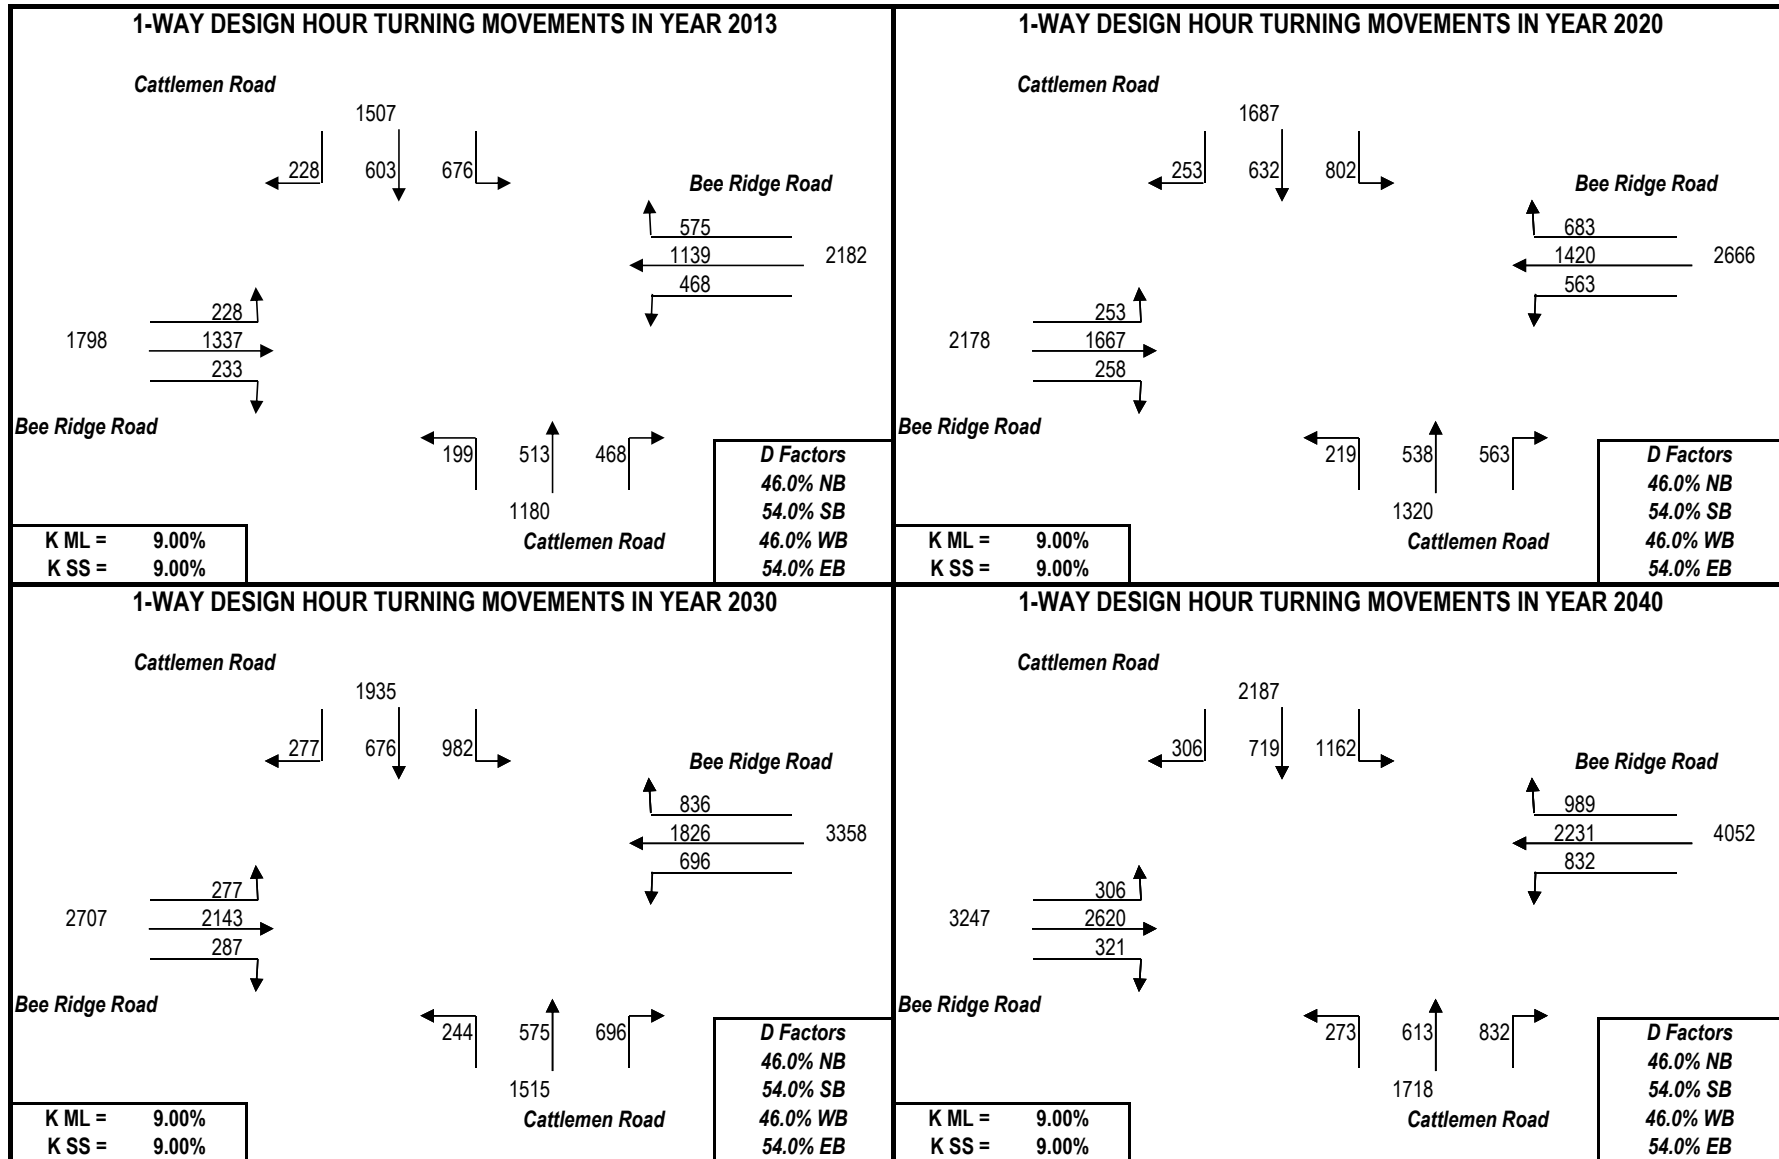 1-WAY DESIGN HOUR TURNING MOVEMENTS IN YEAR 2013
Cattlemen Road
1507
228 603 676
Bee Ridge Road
575
1139 2182
468
228
1798 1337
233
Bee Ridge Road
199 513 468
1180
Cattlemen Road
D Factors
46.0% NB
54.0% SB
46.0% WB
54.0% EB
K ML = 9.00%
K SS = 9.00%
1-WAY DESIGN HOUR TURNING MOVEMENTS IN YEAR 2020
Cattlemen Road
1687
253 632 802
Bee Ridge Road
683
1420 2666
563
253
2178 1667
258
Bee Ridge Road
219 538 563
1320
Cattlemen Road
D Factors
46.0% NB
54.0% SB
46.0% WB
54.0% EB
K ML = 9.00%
K SS = 9.00%
1-WAY DESIGN HOUR TURNING MOVEMENTS IN YEAR 2030
Cattlemen Road
1935
277 676 982
Bee Ridge Road
836
1826 3358
696
277
2707 2143
287
Bee Ridge Road
244 575 696
1515
Cattlemen Road
D Factors
46.0% NB
54.0% SB
46.0% WB
54.0% EB
K ML = 9.00%
K SS = 9.00%
1-WAY DESIGN HOUR TURNING MOVEMENTS IN YEAR 2040
Cattlemen Road
2187
306 719 1162
Bee Ridge Road
989
2231 4052
832
306
3247 2620
321
Bee Ridge Road
273 613 832
1718
Cattlemen Road
D Factors
46.0% NB
54.0% SB
46.0% WB
54.0% EB
K ML = 9.00%
K SS = 9.00%